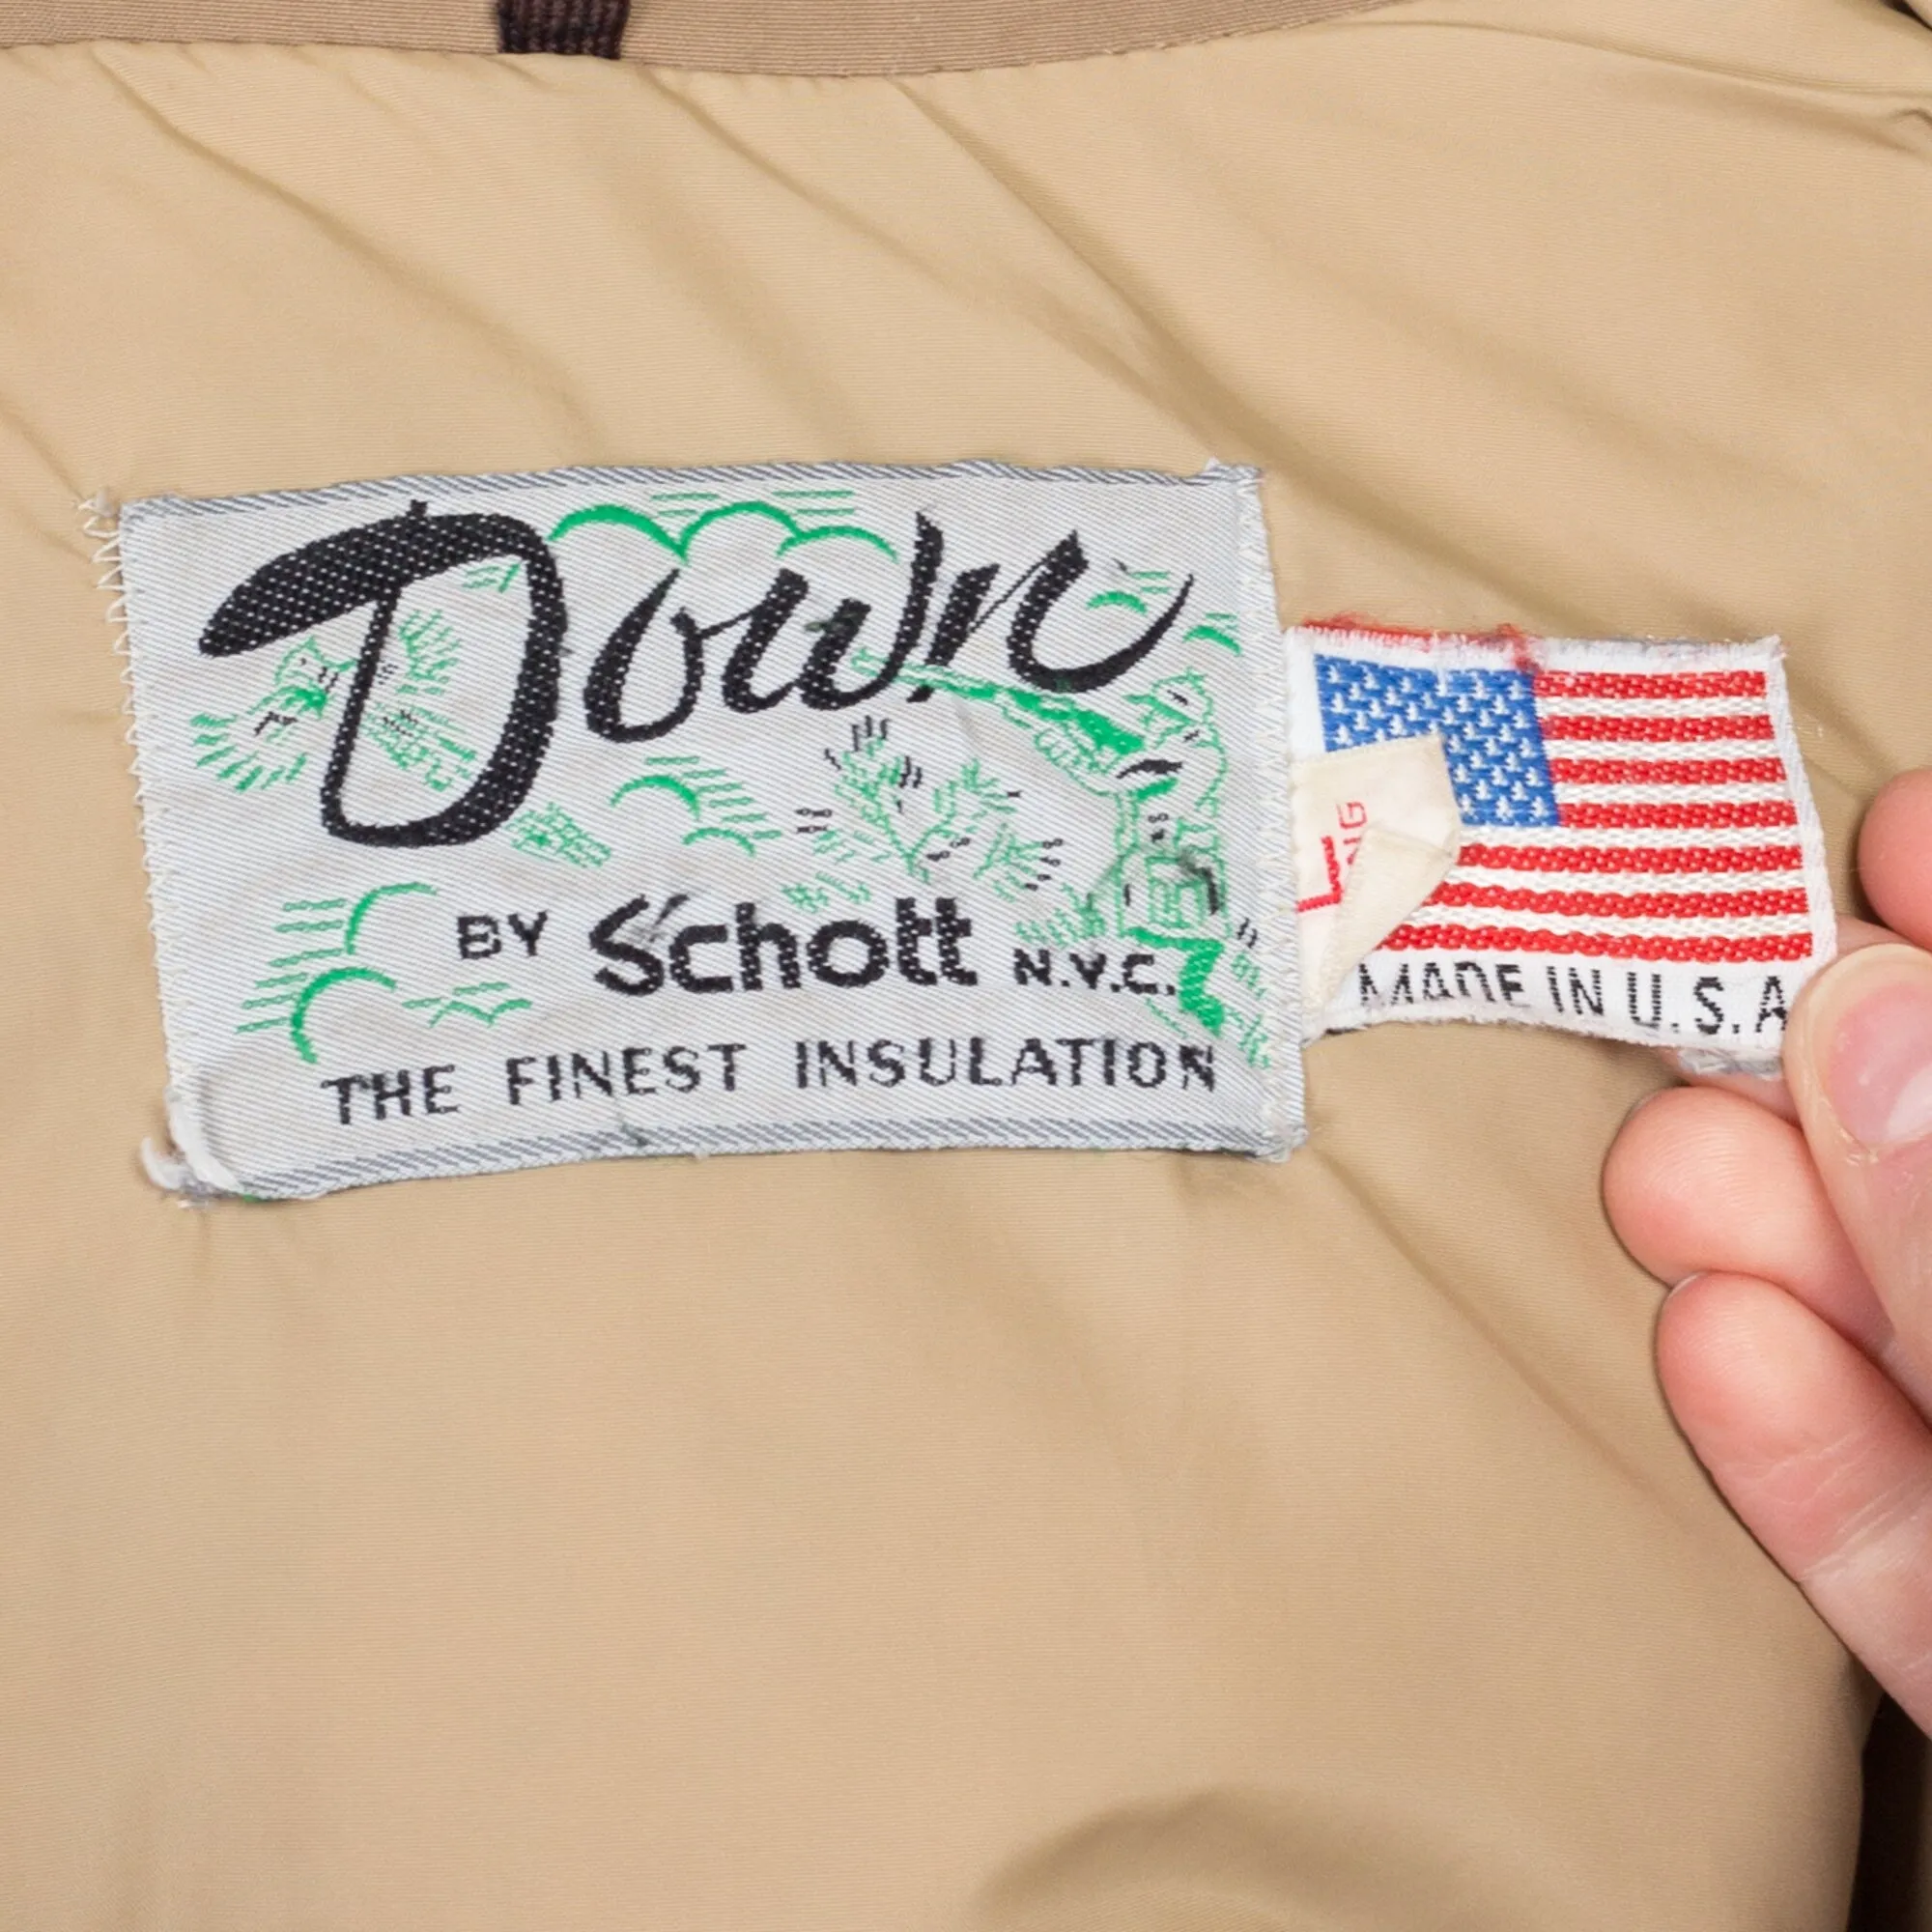 Down
BY Schott N.Y.C.
THE FINEST INSULATION
L
MADE IN U.S.A